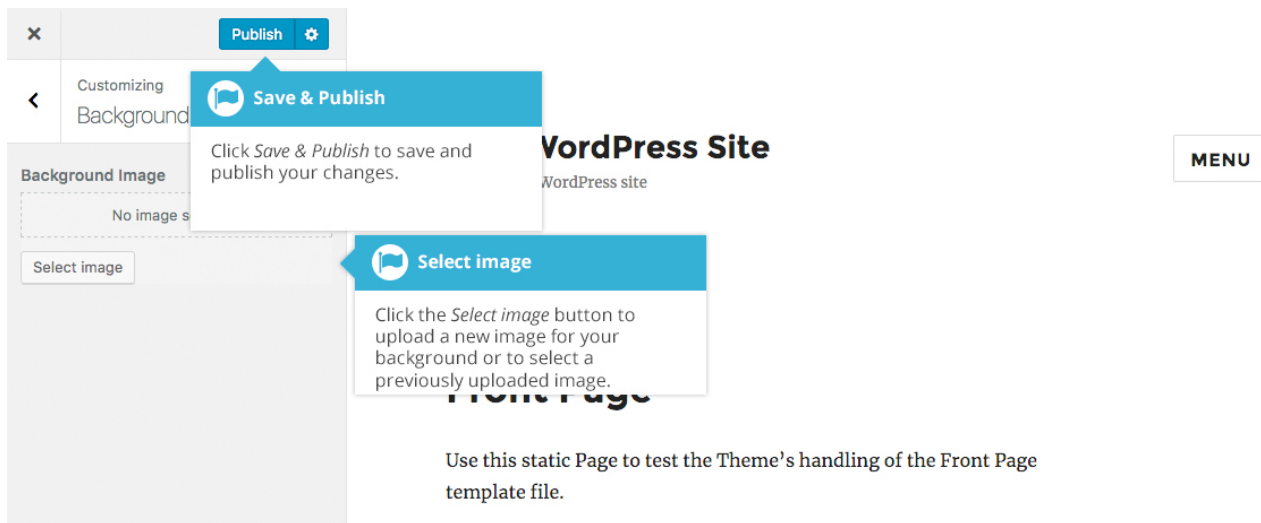 Publish
Customizing
Background
Save & Publish
Click Save & Publish to save and
publish your changes.
WordPress Site
WordPress site
MENU
Background Image
No image s
Select image
Select image
Click the Select image button to
upload a new image for your
background or to select a
previously uploaded image.
Front Page
Use this static Page to test the Theme’s handling of the Front Page
template file.